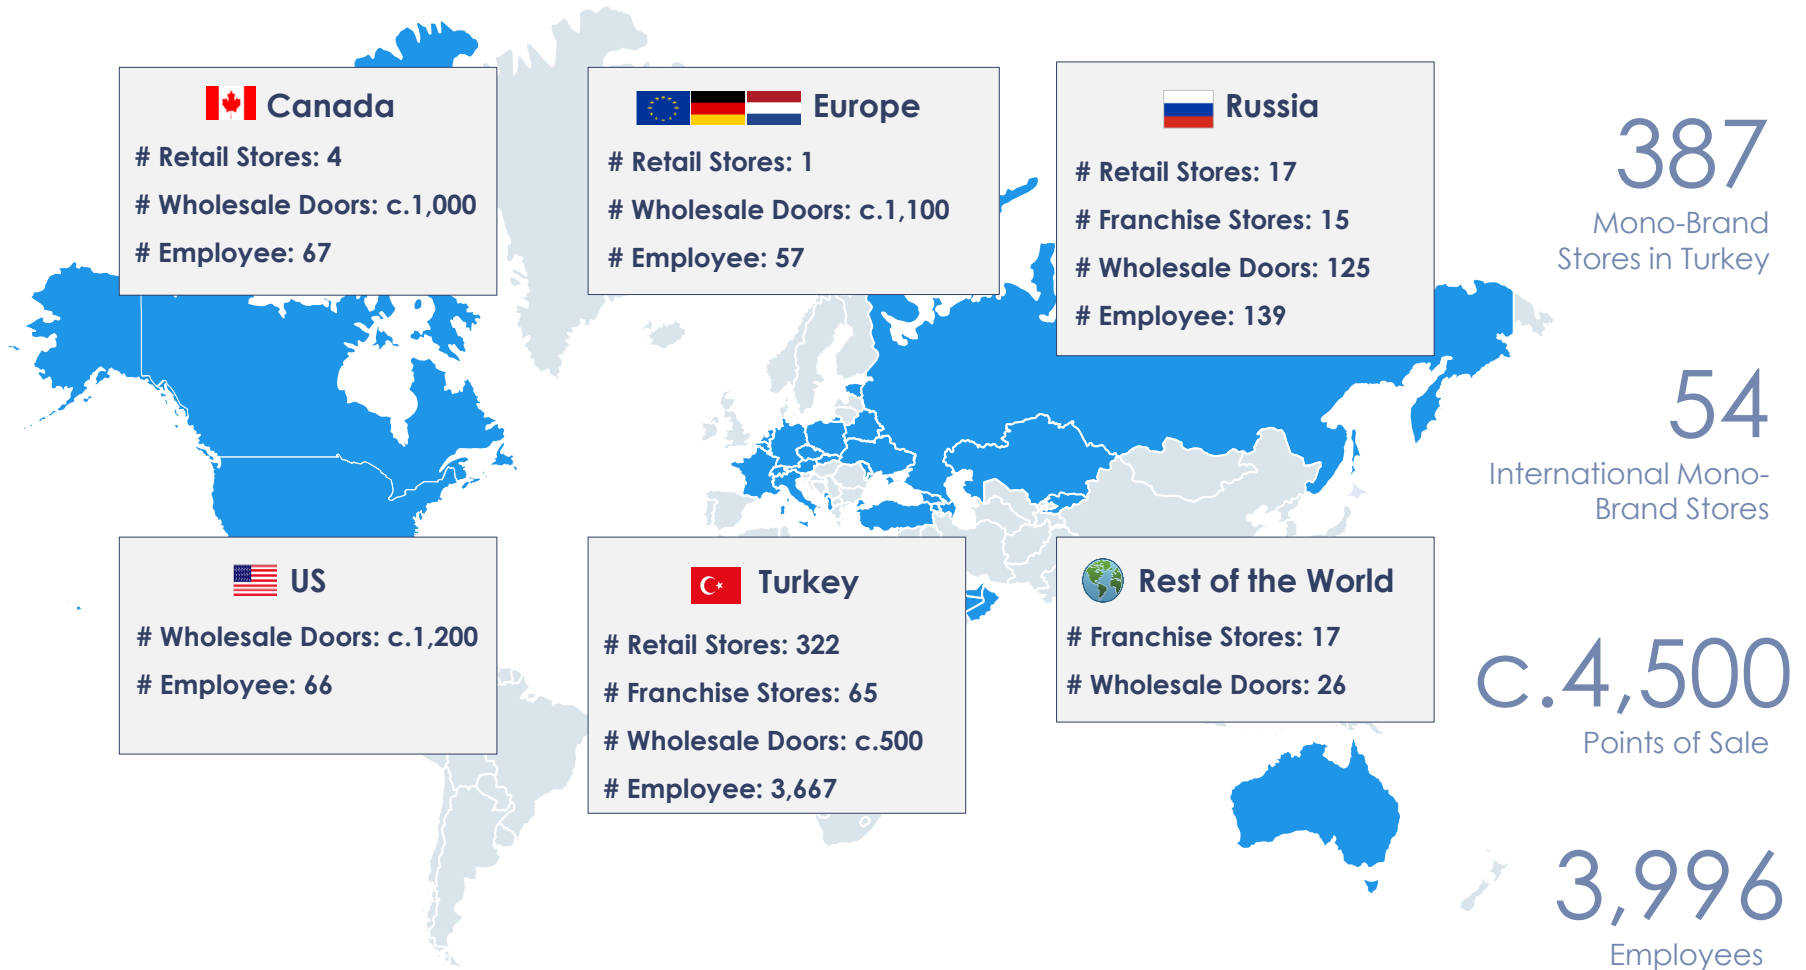 Canada
# Retail Stores: 4
# Wholesale Doors: c.1,000
# Employee: 67
Europe
# Retail Stores: 1
# Wholesale Doors: c.1,100
# Employee: 57
Russia
# Retail Stores: 17
# Franchise Stores: 15
# Wholesale Doors: 125
# Employee: 139
387
Mono-Brand
Stores in Turkey
54
International Mono-
Brand Stores
US
# Wholesale Doors: c.1,200
# Employee: 66
Turkey
# Retail Stores: 322
# Franchise Stores: 65
# Wholesale Doors: c.500
# Employee: 3,667
Rest of the World
# Franchise Stores: 17
# Wholesale Doors: 26
c.4,500
Points of Sale
3,996
Employees